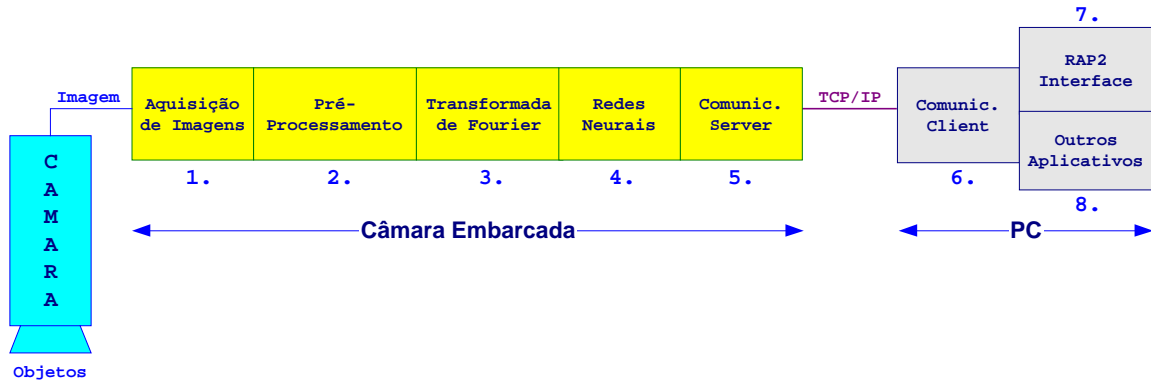 7.
Imagem
Aquisição
de Imagens
Pré-
Processamento
Transformada
de Fourier
Redes
Neurais
Comunic.
Server
TCP/IP
Comunic.
Client
RAP2
Interface
Outros
Aplicativos
1.
2.
3.
4.
5.
6.
8.
Câmara Embarcada
PC
C
A
M
A
R
A
Objetos